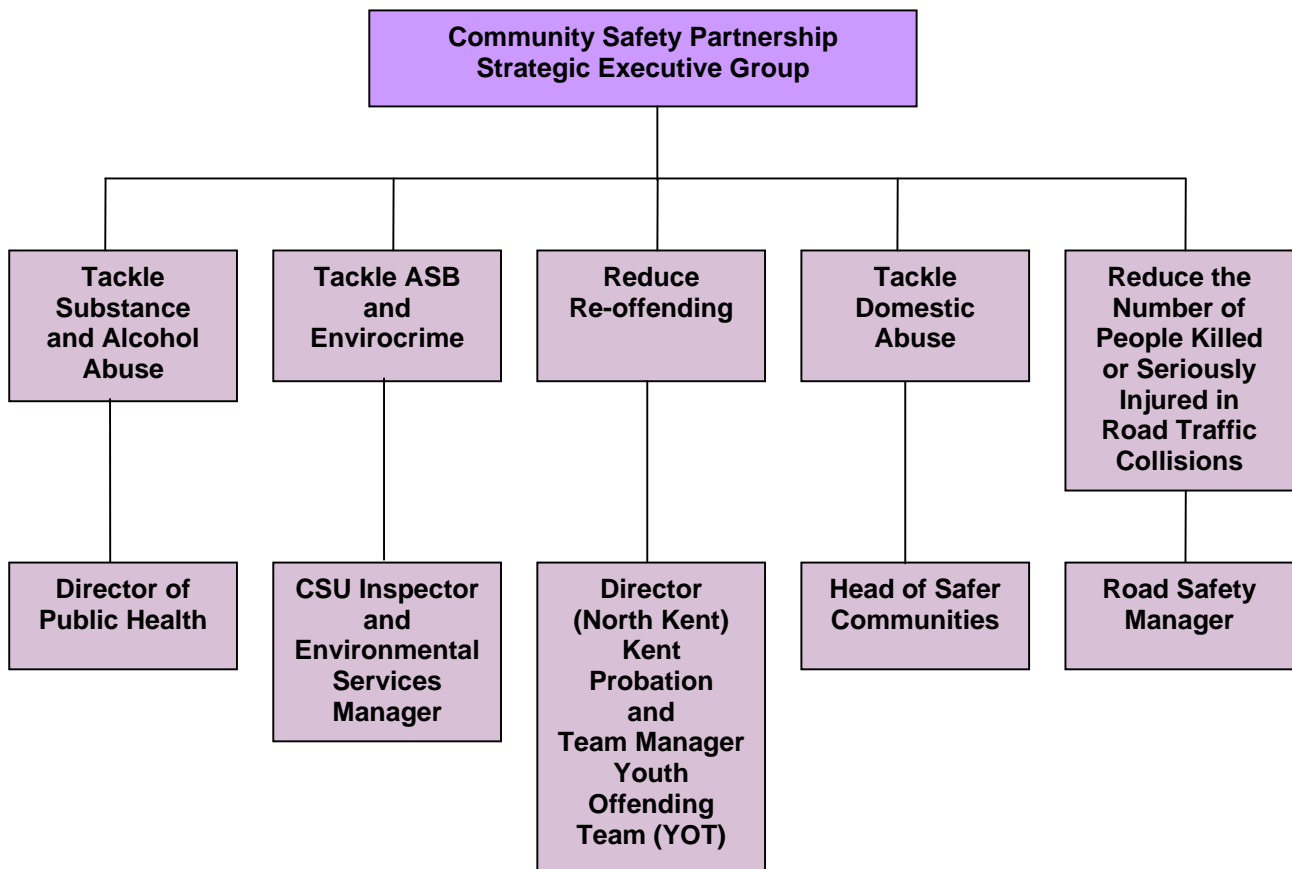 Community Safety Partnership
Strategic Executive Group
Tackle
Substance
and Alcohol
Abuse
Tackle ASB
and
Envirocrime
Reduce
Re-offending
Tackle
Domestic
Abuse
Reduce the
Number of
People Killed
or Seriously
Injured in
Road Traffic
Collisions
Director of
Public Health
CSU Inspector
and
Environmental
Services
Manager
Director
(North Kent)
Kent
Probation
and
Team Manager
Youth
Offending
Team (YOT)
Head of Safer
Communities
Road Safety
Manager